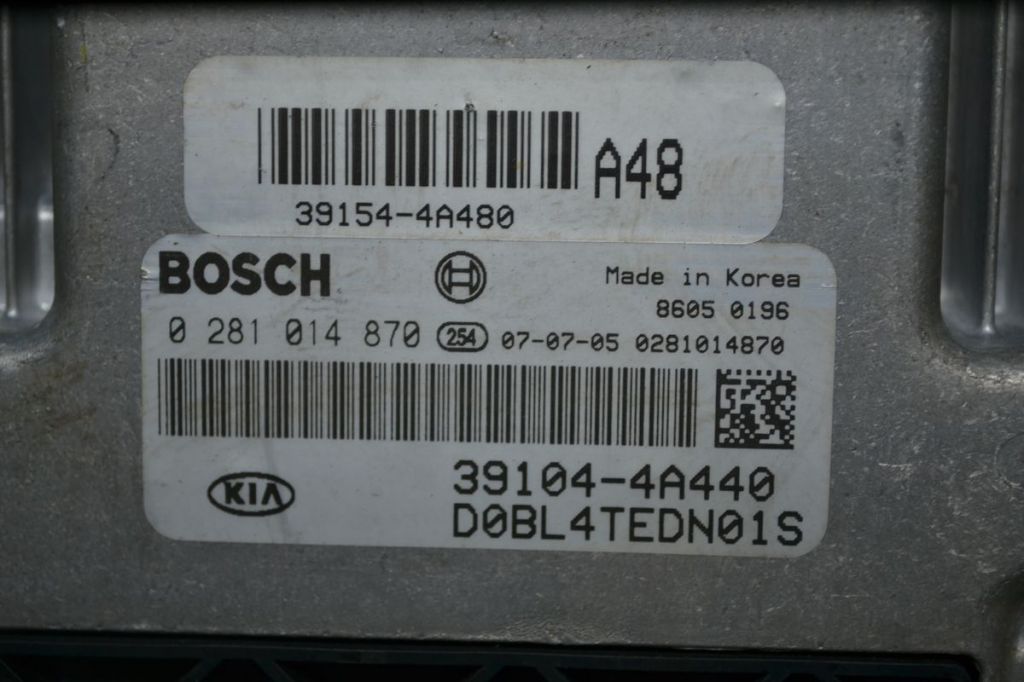 A48
39154-4A480
BOSCH
Made in Korea
8605 0196
0 281 014 870 254 07-07-05 0281014870
KIA
39104-4A440
D0BL4TEDN01S